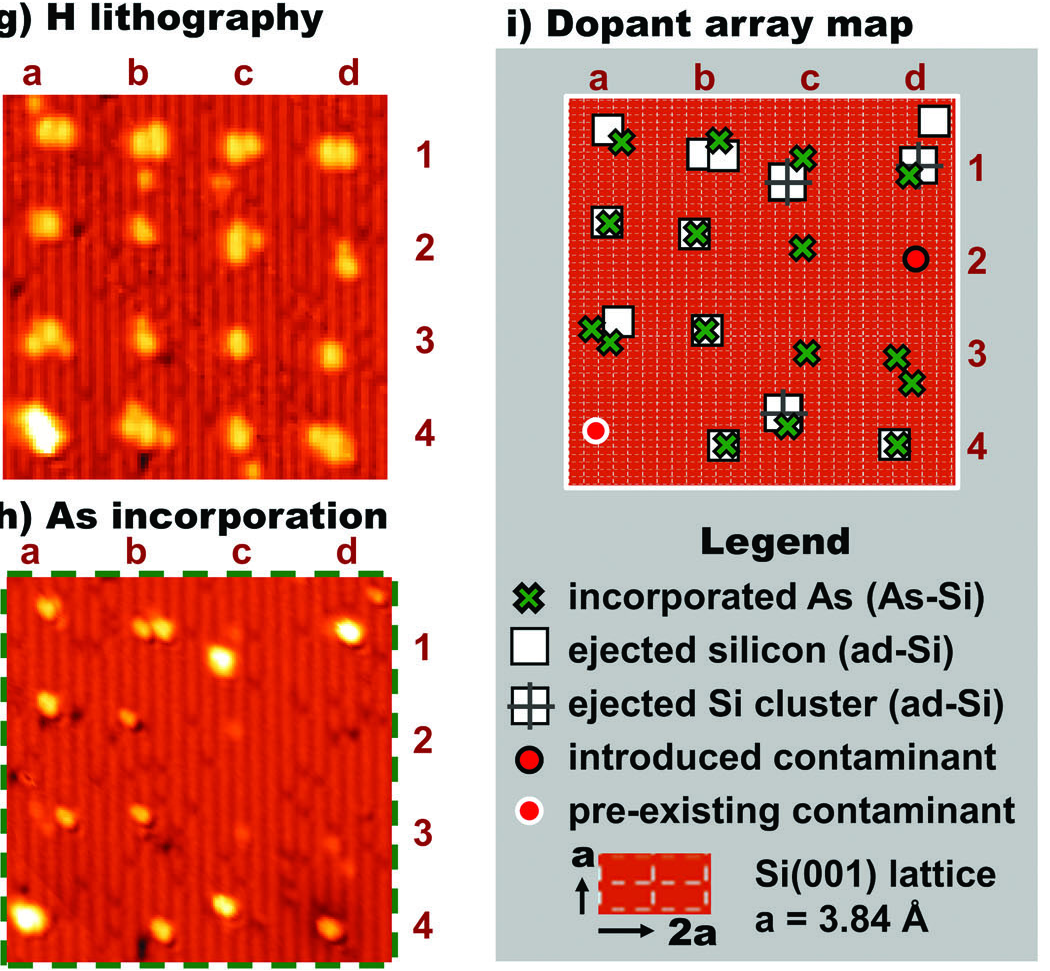 g) H lithography
a b c d
1
2
3
4
h) As incorporation
a b c d
1
2
3
4
i) Dopant array map
a b c d
1
2
3
4
Legend
incorporated As (As-Si)
ejected silicon (ad-Si)
ejected Si cluster (ad-Si)
introduced contaminant
pre-existing contaminant
a
2a
Si(001) lattice
a = 3.84 Å